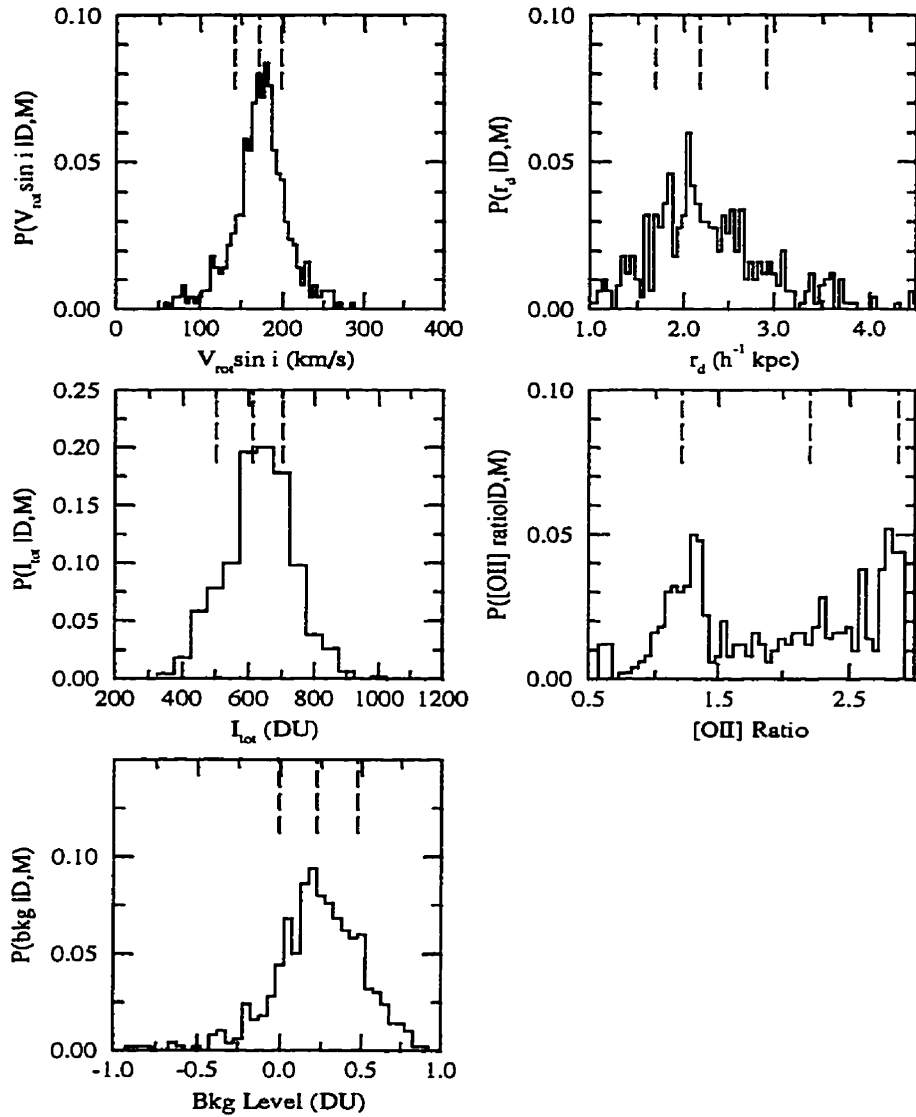 0.10
0.05
0.00
P(V_rot sin i |D,M)
0 100 200 300 400
V_rot sin i (km/s)
0.10
0.05
0.00
P(r_d |D,M)
1.0 2.0 3.0 4.0
r_d (h⁻¹ kpc)
0.25
0.20
0.15
0.10
0.05
0.00
P(I_tot |D,M)
200 400 600 800 1000 1200
I_tot (DU)
0.10
0.05
0.00
P([OII] ratio|D,M)
0.5 1.5 2.5
[OII] Ratio
0.10
0.05
0.00
P(bkg |D,M)
-1.0 -0.5 0.0 0.5 1.0
Bkg Level (DU)